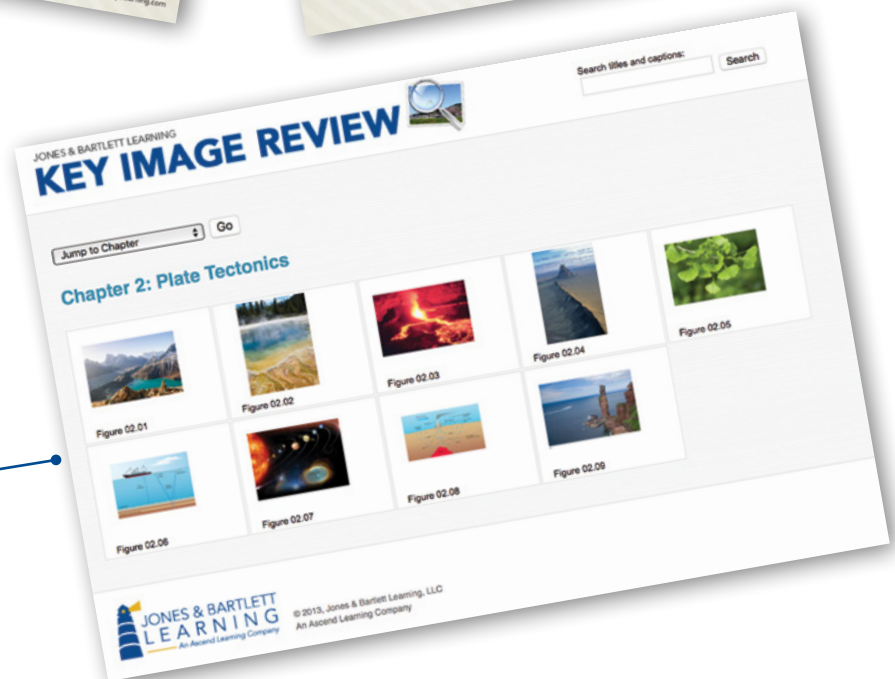 Search titles and captions:
Search
JONES & BARTLETT LEARNING
KEY IMAGE REVIEW
Jump to Chapter
Go
Chapter 2: Plate Tectonics
Figure 02.01
Figure 02.02
Figure 02.03
Figure 02.04
Figure 02.05
Figure 02.06
Figure 02.07
Figure 02.08
Figure 02.09
JONES & BARTLETT
LEARNING
An Ascend Learning Company
© 2013, Jones & Bartlett Learning, LLC
An Ascend Learning Company